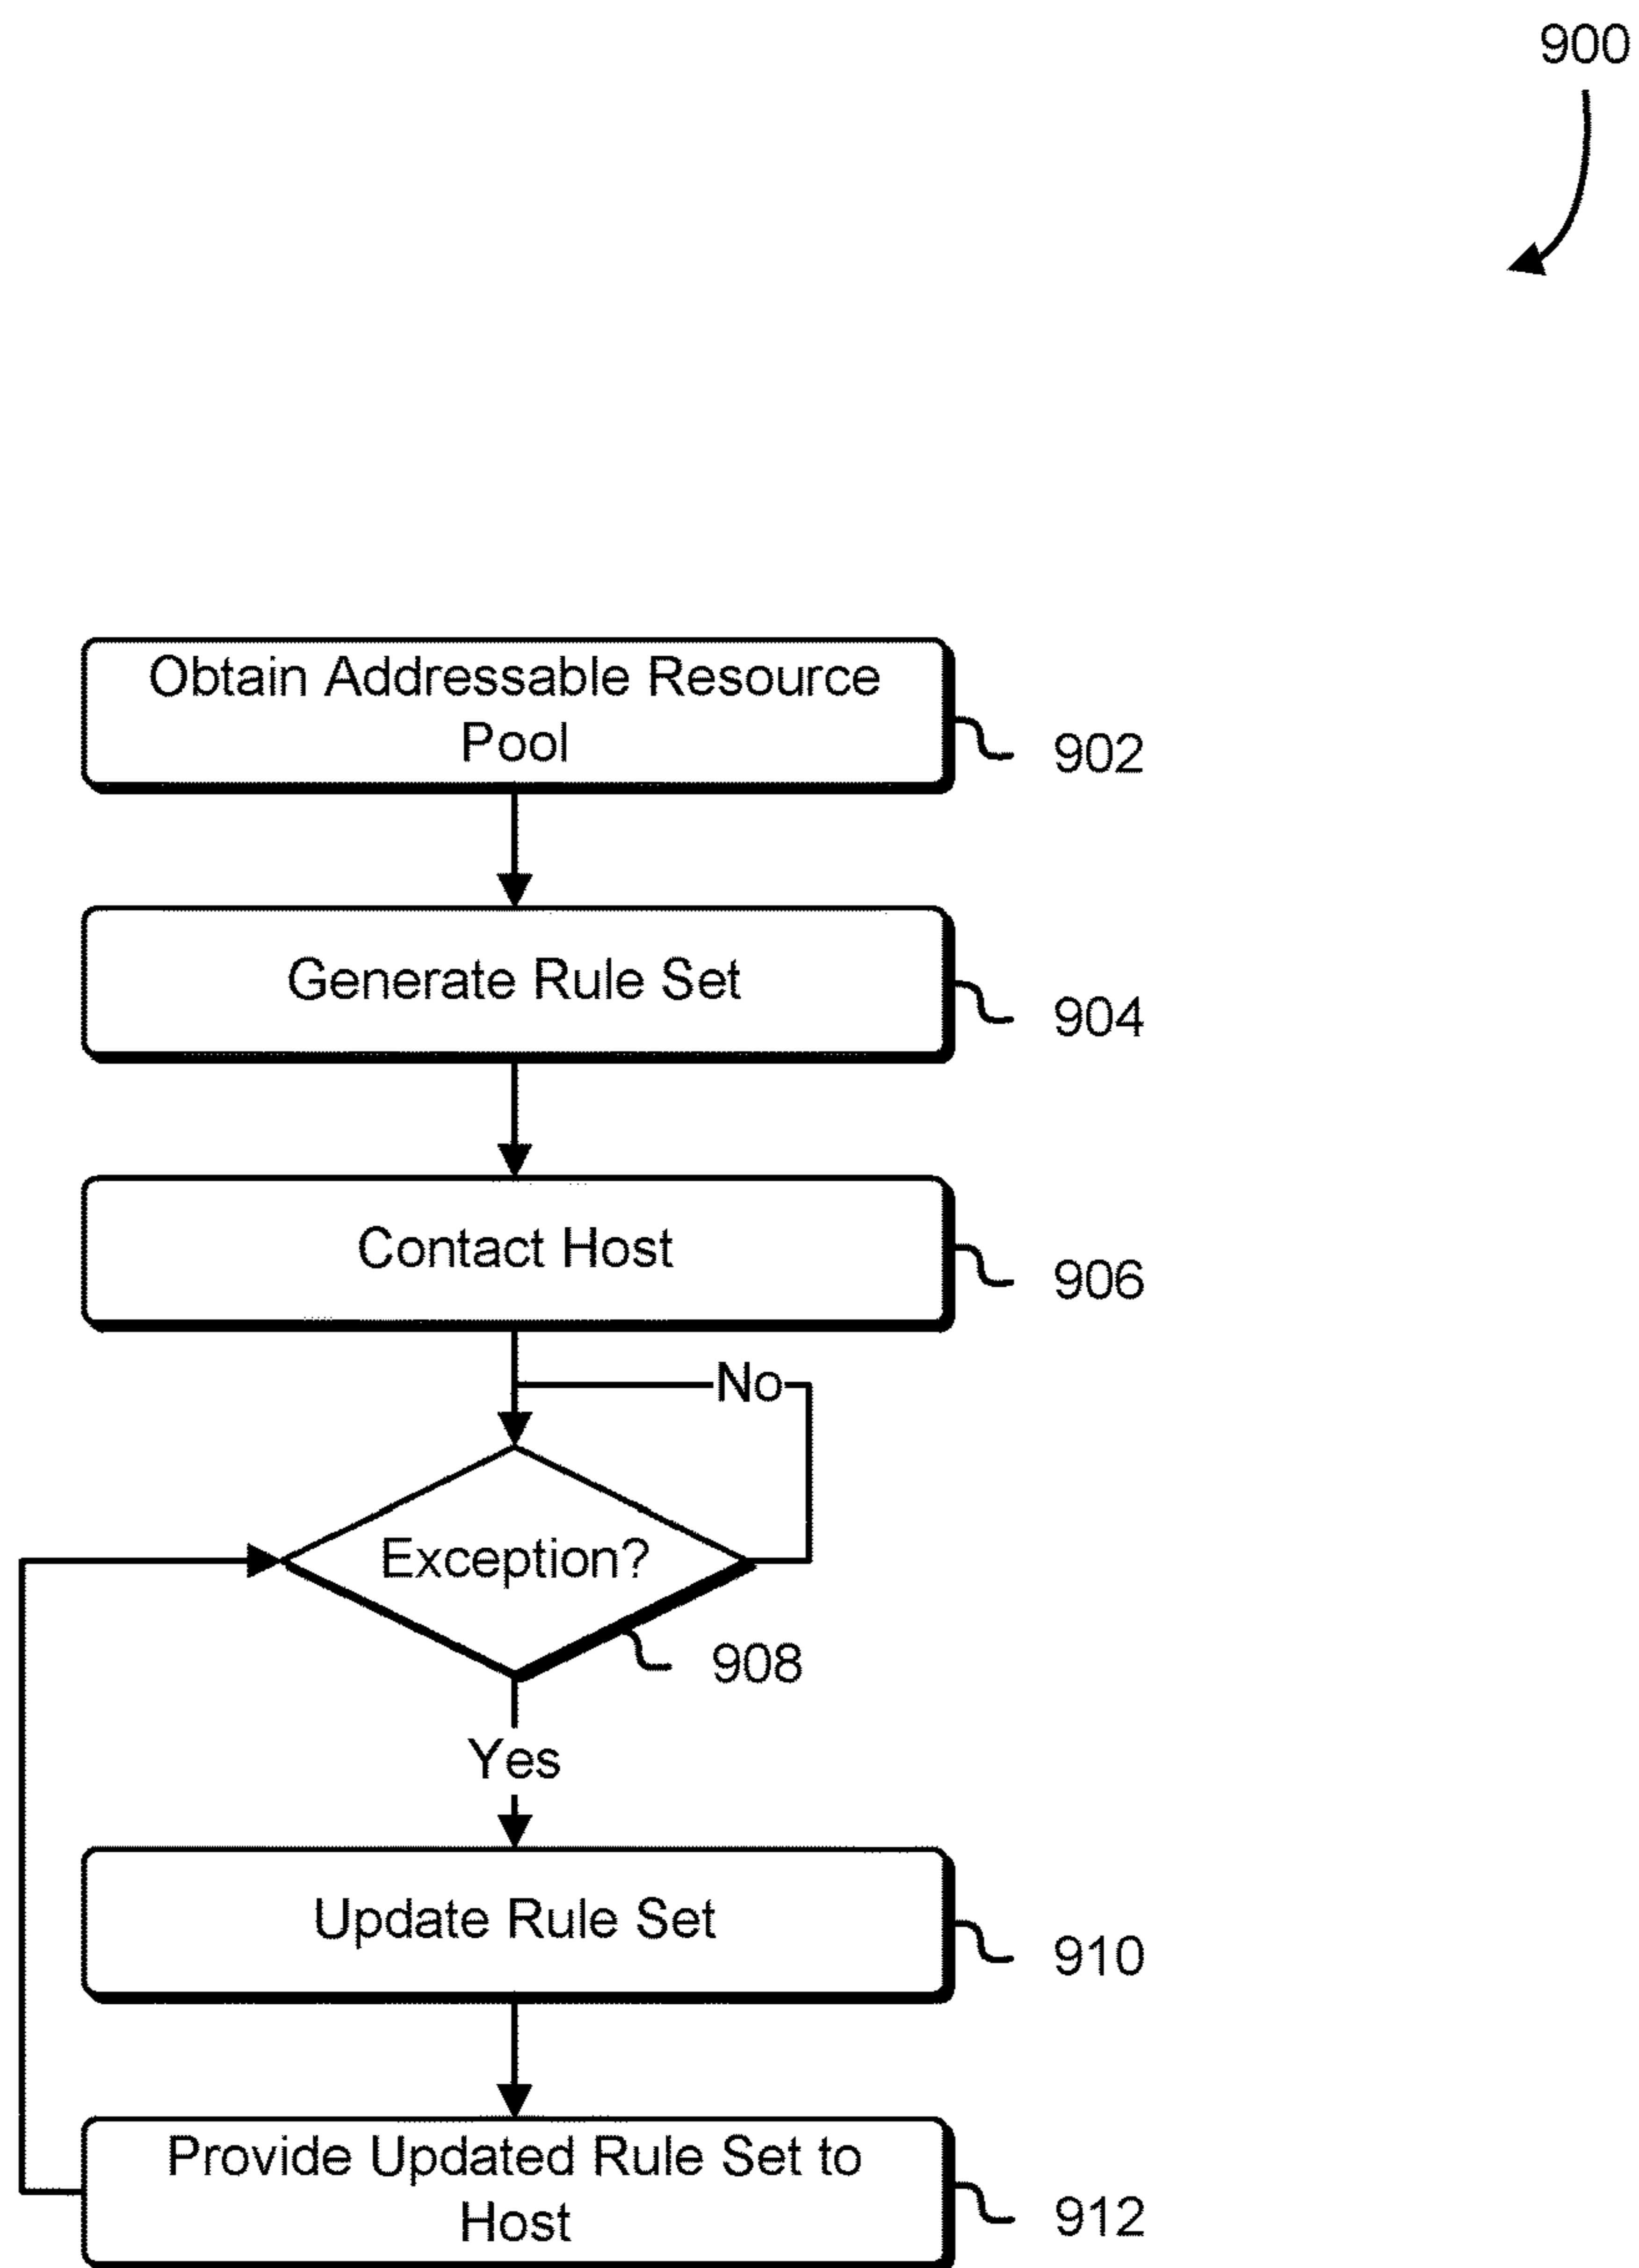 900
Obtain Addressable Resource
Pool
902
Generate Rule Set
904
Contact Host
906
No
Exception?
908
Yes
Update Rule Set
910
Provide Updated Rule Set to
Host
912